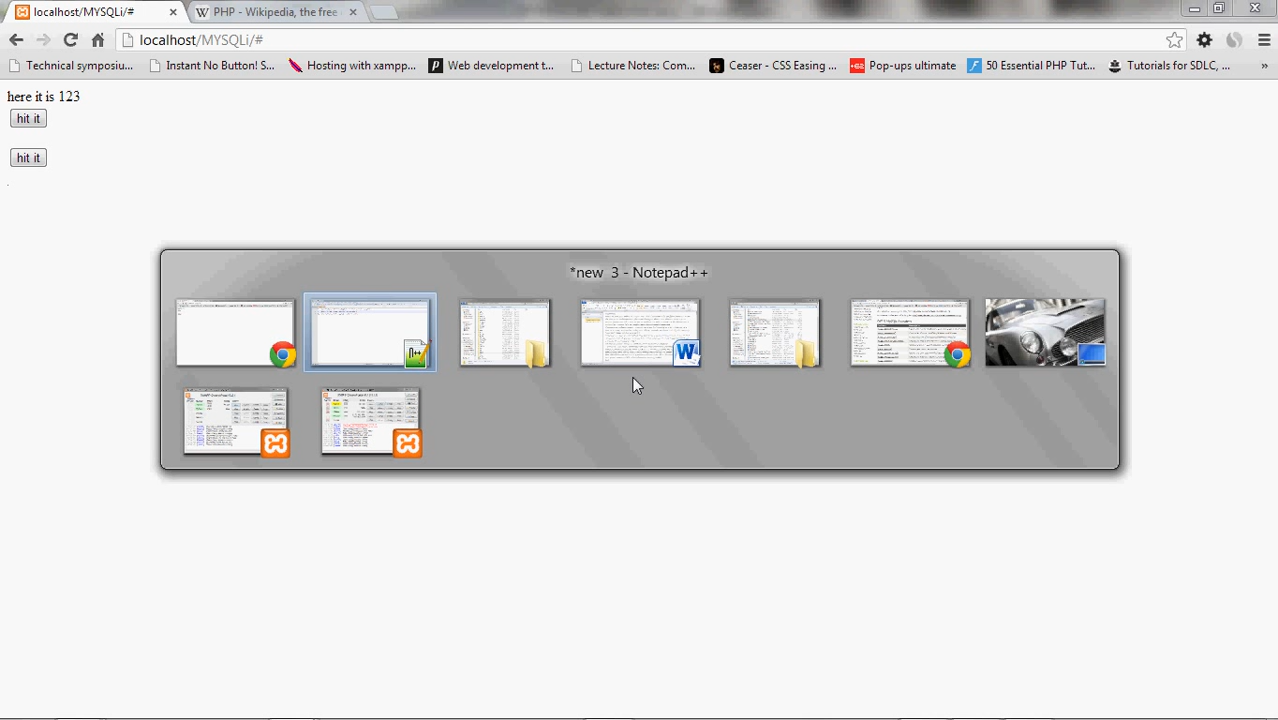 localhost/MYSQLi/#
PHP - Wikipedia, the free
localhost/MYSQLi/#
Technical symposiu...
Instant No Button! S...
Hosting with xampp...
Web development t...
Lecture Notes: Com...
Ceaser - CSS Easing ...
Pop-ups ultimate
50 Essential PHP Tut...
Tutorials for SDLC, ...
»
here it is 123
hit it
hit it
*new 3 - Notepad++